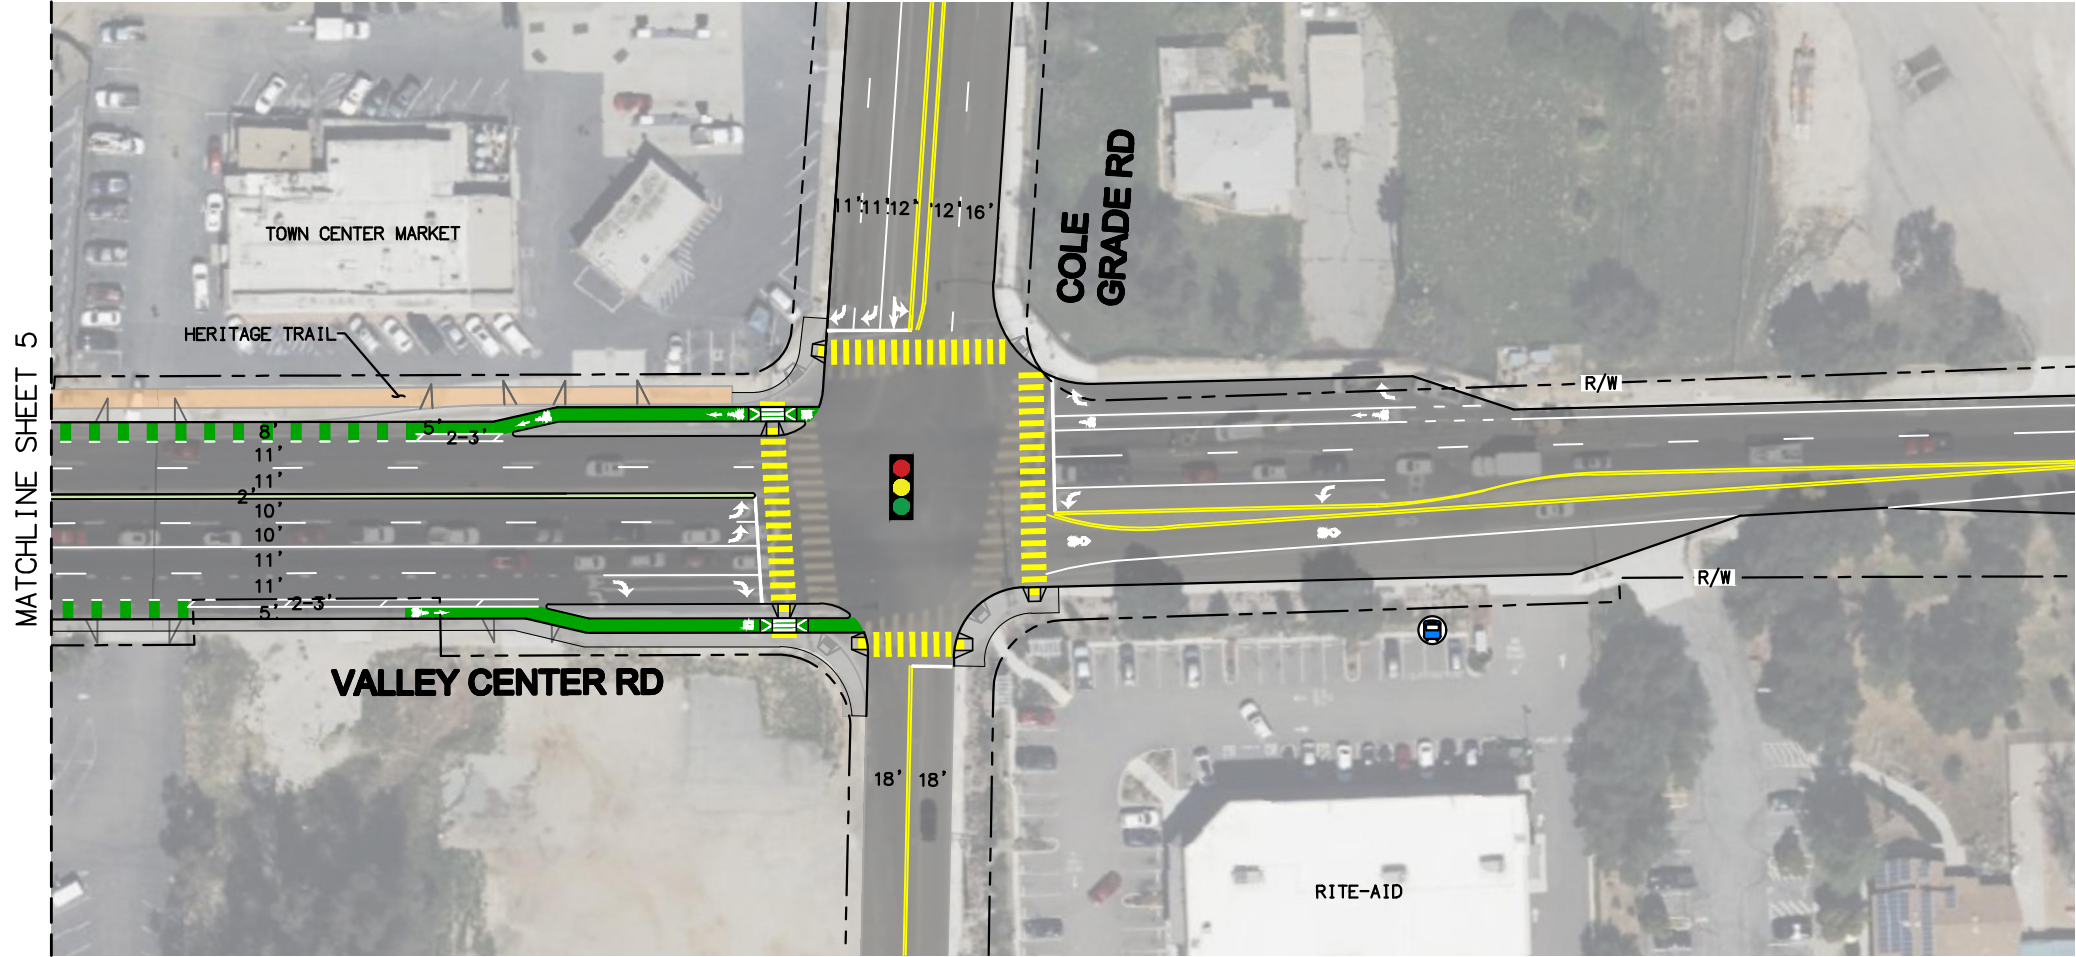 MATCHLINE SHEET 5
TOWN CENTER MARKET
HERITAGE TRAIL
COLE
GRADE RD
11' 11' 12' 12' 16'
R/W
8'
5'
2-3'
11'
11'
2'
10'
10'
11'
11'
2-3'
5'
R/W
VALLEY CENTER RD
18' 18'
RITE-AID